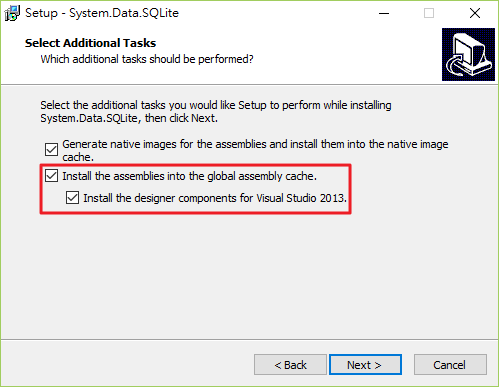 Setup - System.Data.SQLite
Select Additional Tasks
Which additional tasks should be performed?
Select the additional tasks you would like Setup to perform while installing
System.Data.SQLite, then click Next.
Generate native images for the assemblies and install them into the native image
cache.
Install the assemblies into the global assembly cache.
Install the designer components for Visual Studio 2013.
< Back
Next >
Cancel